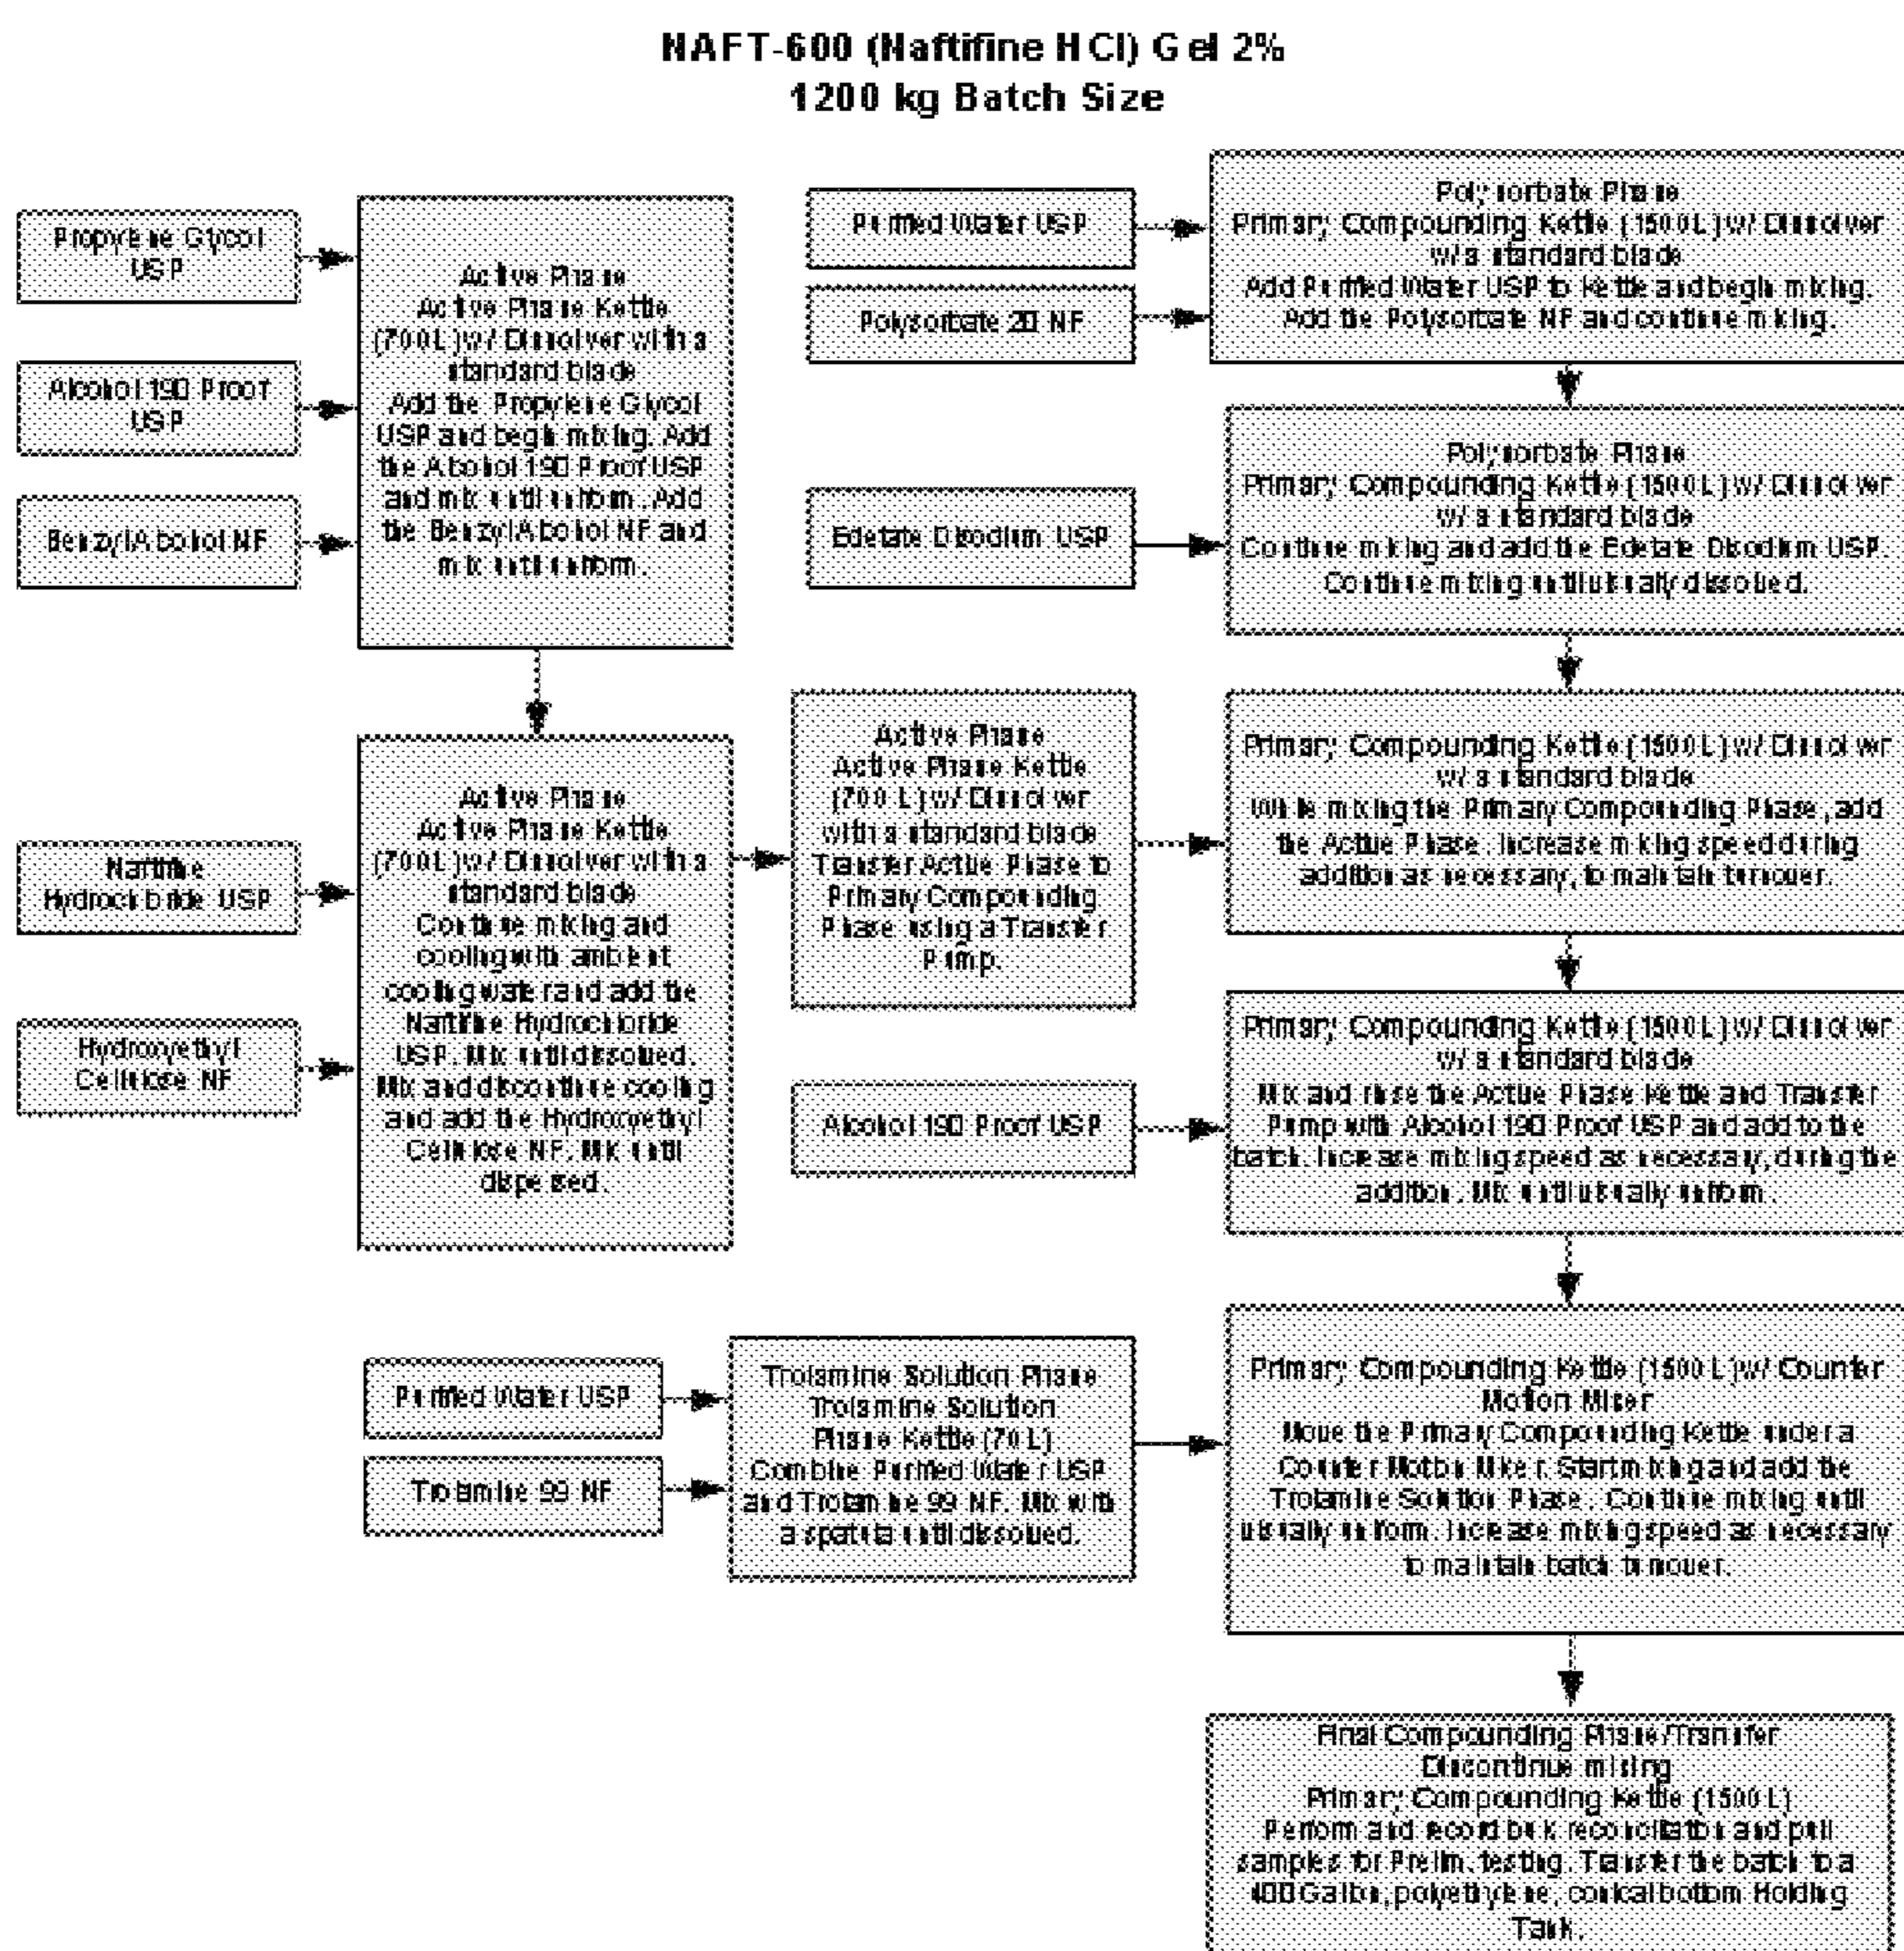 NAFT-600 (Naftifine HCl) Gel 2%
1200 kg Batch Size
Propylene Glycol
USP
Alcohol 190 Proof
USP
Benzyl Alcohol NF
Active Phase
Active Phase Kettle
(700L) w/ Dissolver with a
standard blade
Add the Propylene Glycol
USP and begin mixing. Add
the Alcohol 190 Proof USP
and mix until uniform. Add
the Benzyl Alcohol NF and
mix until uniform.
Purified Water USP
Polysorbate 20 NF
Polysorbate Phase
Primary Compounding Kettle (1500L) w/ Dissolver
w/ a standard blade
Add Purified Water USP to Kettle and begin mixing.
Add the Polysorbate NF and continue mixing.
Edetate Disodium USP
Polysorbate Phase
Primary Compounding Kettle (1500L) w/ Dissolver
w/ a standard blade
Continue mixing and add the Edetate Disodium USP.
Continue mixing until visually dissolved.
Naftifine
Hydrochloride USP
Hydroxyethyl
Cellulose NF
Active Phase
Active Phase Kettle
(700L) w/ Dissolver with a
standard blade
Continue mixing and
cooling with ambient
cooling water and add the
Naftifine Hydrochloride
USP. Mix until dissolved.
Mix and discontinue cooling
and add the Hydroxyethyl
Cellulose NF. Mix until
dispersed.
Active Phase
Active Phase Kettle
(700 L) w/ Dissolver
with a standard blade
Transfer Active Phase to
Primary Compounding
Phase using a Transfer
Pump.
Primary Compounding Kettle (1500L) w/ Dissolver
w/ a standard blade
While mixing the Primary Compounding Phase, add
the Active Phase. Increase mixing speed during
addition as necessary, to maintain turnover.
Alcohol 190 Proof USP
Primary Compounding Kettle (1500L) w/ Dissolver
w/ a standard blade
Mix and rinse the Active Phase Kettle and Transfer
Pump with Alcohol 190 Proof USP and add to the
batch. Increase mixing speed as necessary, during the
addition. Mix until visually uniform.
Purified Water USP
Trolamine 99 NF
Trolamine Solution Phase
Trolamine Solution
Phase Kettle (70 L)
Combine Purified Water USP
and Trolamine 99 NF. Mix with
a spatula until dissolved.
Primary Compounding Kettle (1500 L) w/ Counter
Motion Mixer
Move the Primary Compounding Kettle under a
Counter Motion Mixer. Start mixing and add the
Trolamine Solution Phase. Continue mixing until
visually uniform. Increase mixing speed as necessary
to maintain batch turnover.
Final Compounding Phase/Transfer
Discontinue mixing
Primary Compounding Kettle (1500 L)
Perform and record bulk reconciliation and pull
samples for Prelim. testing. Transfer the batch to a
400 Gallon, polyethylene, conical bottom Holding
Tank.